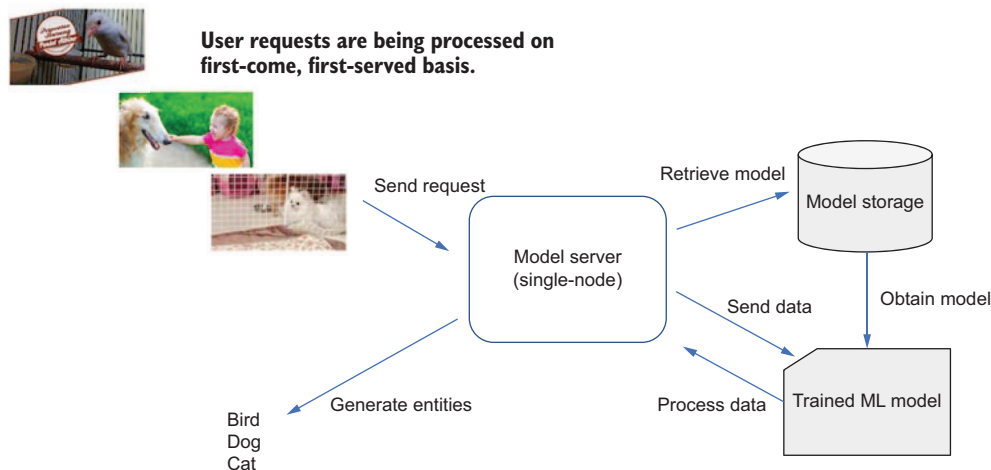 User requests are being processed on
first-come, first-served basis.
Send request
Retrieve model
Model storage
Model server
(single-node)
Send data
Obtain model
Generate entities
Process data
Trained ML model
Bird
Dog
Cat